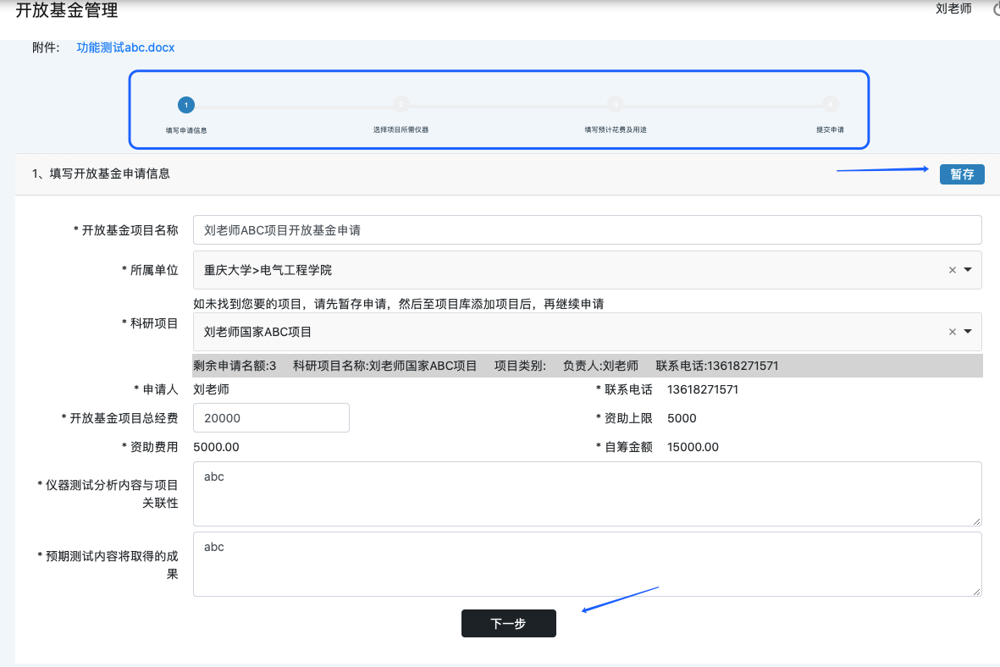 开放基金管理
刘老师
附件: 功能测试abc.docx
1 2 3 4
填写申请信息 选择项目所需仪器 填写预计花费及用途 提交申请
1、填写开放基金申请信息
暂存
* 开放基金项目名称 刘老师ABC项目开放基金申请
* 所属单位 重庆大学>电气工程学院 ×
如未找到您要的项目，请先暂存申请，然后至项目库添加项目后，再继续申请
* 科研项目 刘老师国家ABC项目 ×
剩余申请名额:3 科研项目名称:刘老师国家ABC项目 项目类别: 负责人:刘老师 联系电话:13618271571
* 申请人 刘老师 * 联系电话 13618271571
* 开放基金项目总经费 20000 * 资助上限 5000
* 资助费用 5000.00 * 自筹金额 15000.00
* 仪器测试分析内容与项目
关联性
abc
* 预期测试内容将取得的成
果
abc
下一步